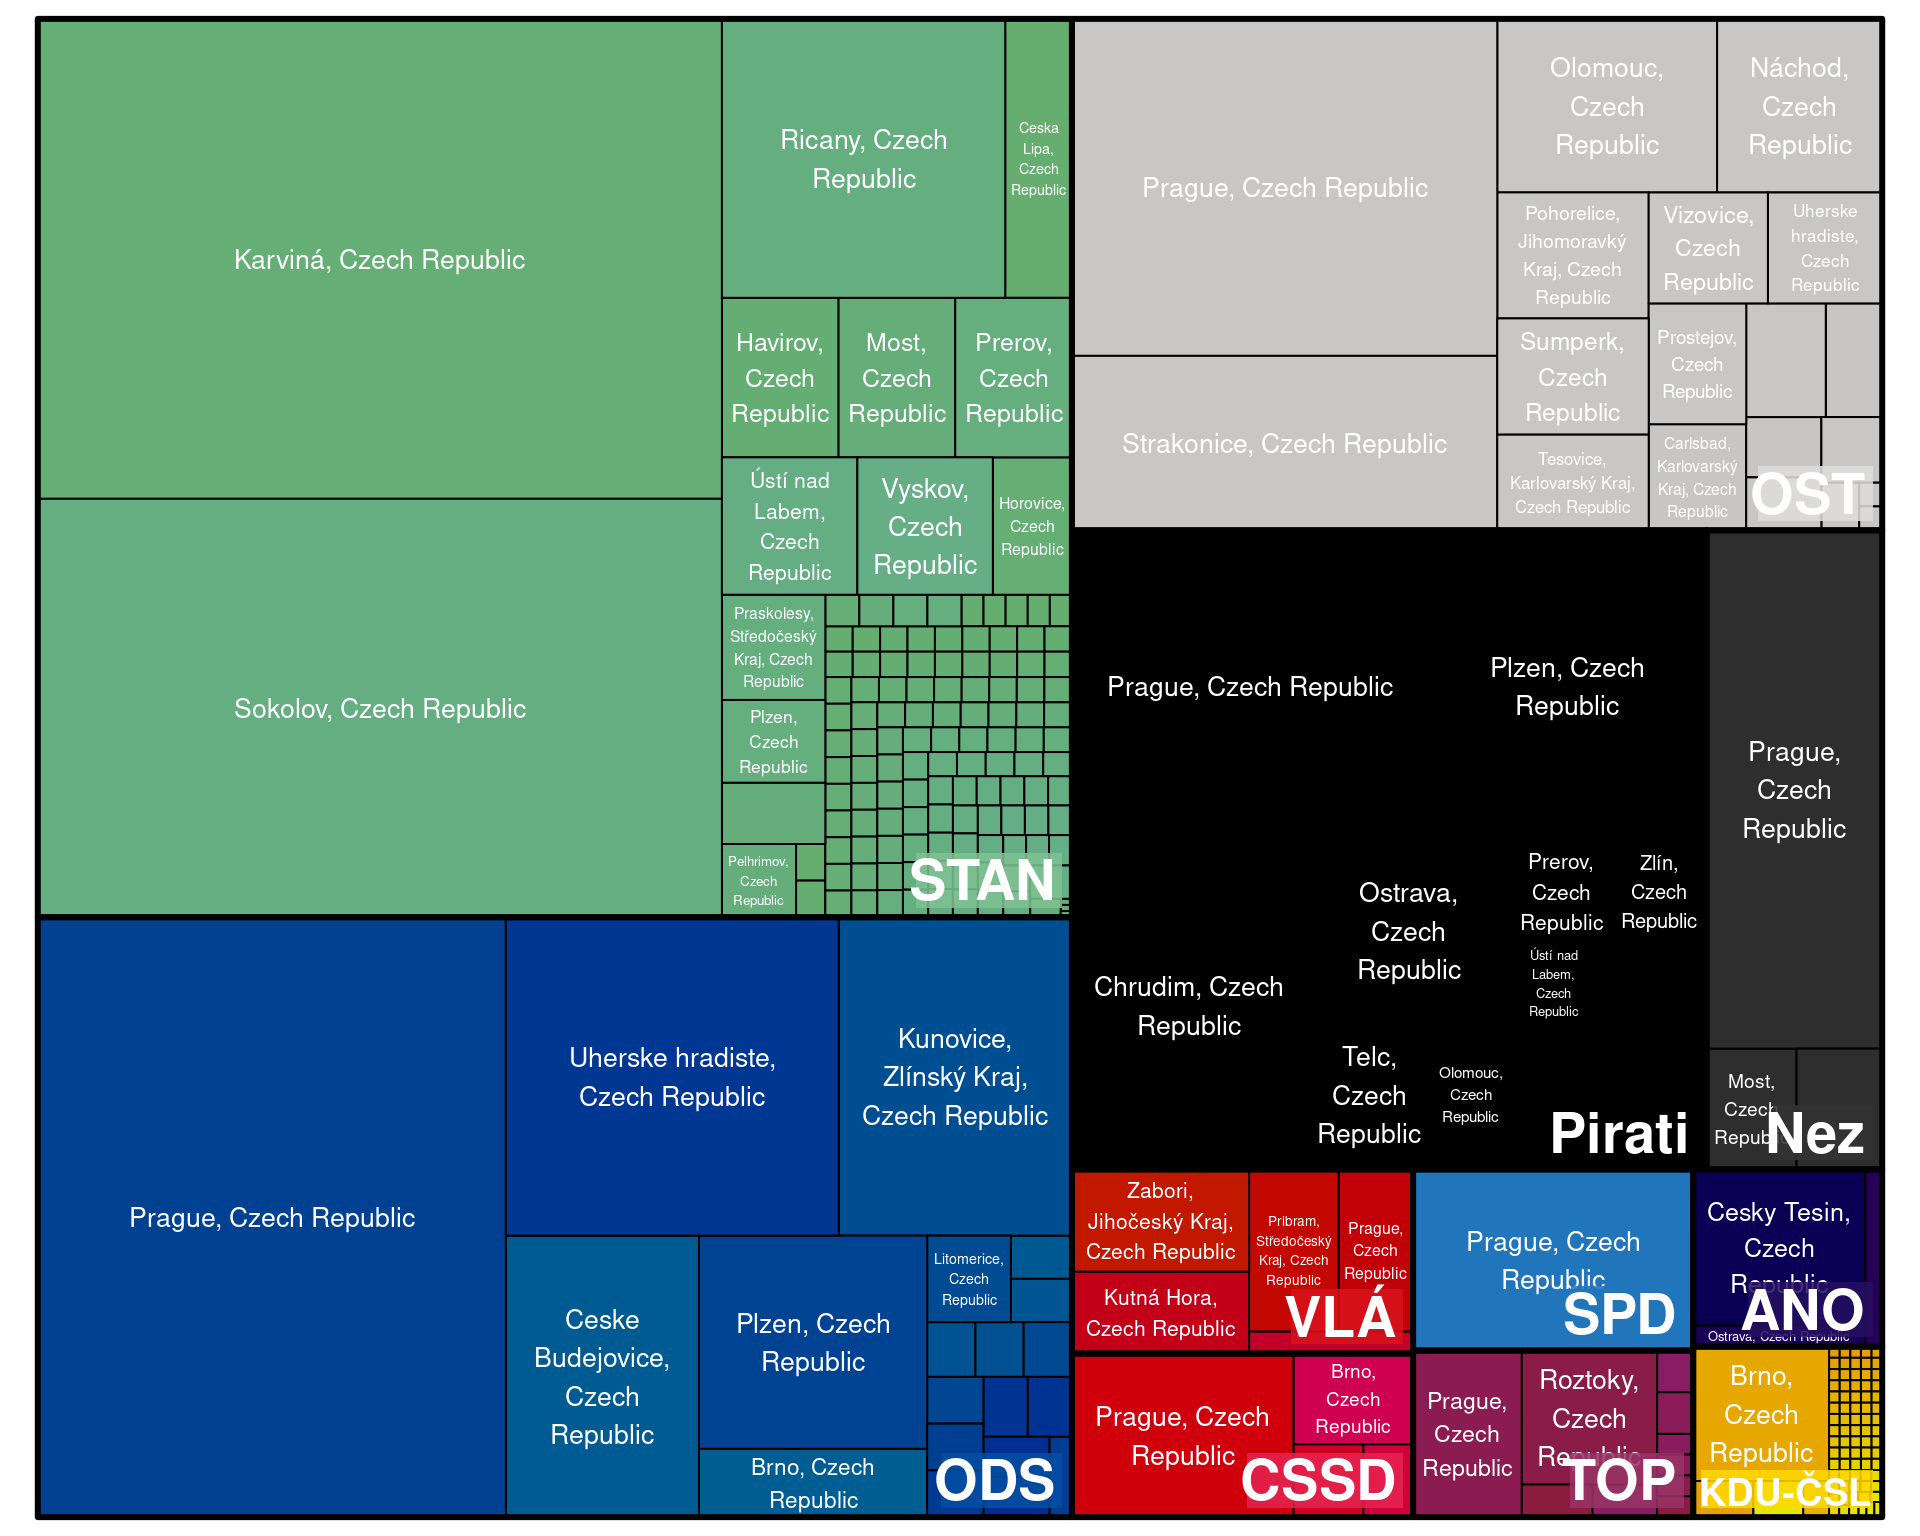 Karviná, Czech Republic
Sokolov, Czech Republic
Ricany, Czech
Republic
Ceska
Lipa,
Czech
Republic
Havirov,
Czech
Republic
Most,
Czech
Republic
Prerov,
Czech
Republic
Ústí nad
Labem,
Czech
Republic
Vyskov,
Czech
Republic
Horovice,
Czech
Republic
Praskolesy,
Středočeský
Kraj, Czech
Republic
Plzen,
Czech
Republic
Pelhrimov,
Czech
Republic
STAN
Prague, Czech Republic
Uherske hradiste,
Czech Republic
Kunovice,
Zlínský Kraj,
Czech Republic
Ceske
Budejovice,
Czech
Republic
Plzen, Czech
Republic
Brno, Czech
Republic
Litomerice,
Czech
Republic
ODS
Prague, Czech Republic
Strakonice, Czech Republic
Olomouc,
Czech
Republic
Náchod,
Czech
Republic
Pohorelice,
Jihomoravký
Kraj, Czech
Republic
Vizovice,
Czech
Republic
Uherske
hradiste,
Czech
Republic
Sumperk,
Czech
Republic
Prostejov,
Czech
Republic
Tesovice,
Karlovarský Kraj,
Czech Republic
Carlsbad,
Karlovarský
Kraj, Czech
Republic
OST
Prague, Czech Republic
Plzen, Czech
Republic
Chrudim, Czech
Republic
Ostrava,
Czech
Republic
Prerov,
Czech
Republic
Zlín,
Czech
Republic
Ústí nad
Labem,
Czech
Republic
Telc,
Czech
Republic
Olomouc,
Czech
Republic
Pirati
Prague,
Czech
Republic
Most,
Czech
Republic
Nez
Zabori,
Jihočeský Kraj,
Czech Republic
Kutná Hora,
Czech Republic
Pribram,
Středočeský
Kraj, Czech
Republic
Prague,
Czech
Republic
VLÁ
Prague, Czech
Republic
SPD
Cesky Tesin,
Czech
Republic
Ostrava, Czech Republic
ANO
Prague, Czech
Republic
Brno,
Czech
Republic
CSSD
Prague,
Czech
Republic
Roztoky,
Czech
Republic
TOP
Brno,
Czech
Republic
KDU-ČSL